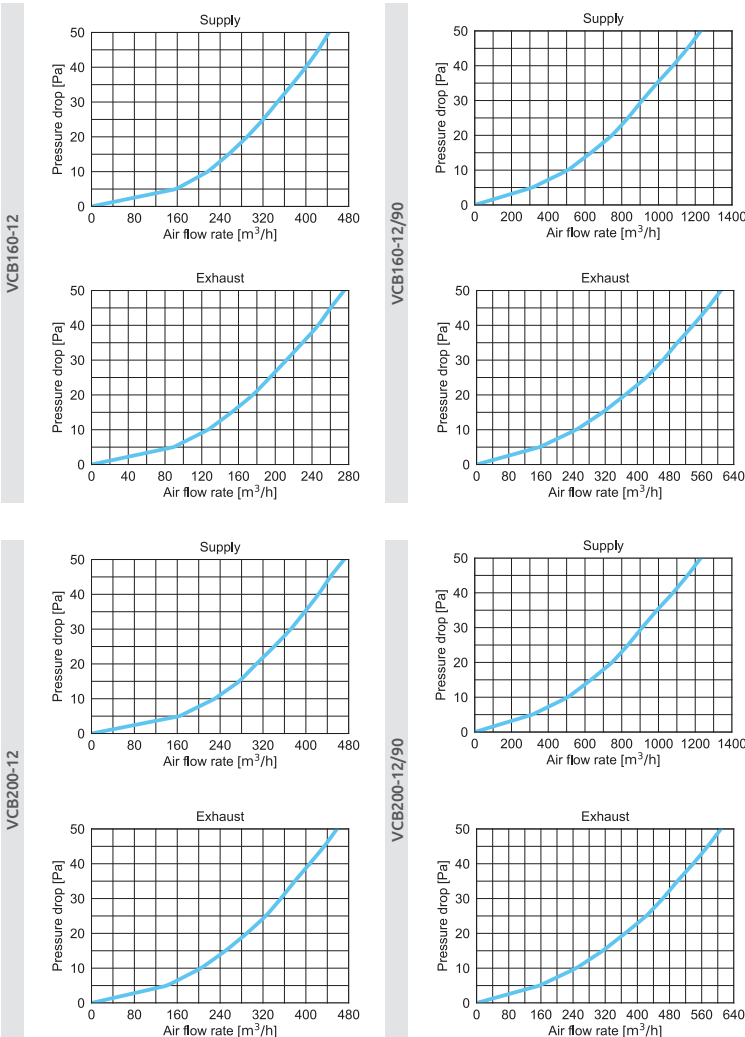 VCB160-12
Supply
Pressure drop [Pa]
50
40
30
20
10
0
0 80 160 240 320 400 480
Air flow rate [m³/h]
Exhaust
Pressure drop [Pa]
50
40
30
20
10
0
0 40 80 120 160 200 240 280
Air flow rate [m³/h]
VCB160-12/90
Supply
Pressure drop [Pa]
50
40
30
20
10
0
0 200 400 600 800 1000 1200 1400
Air flow rate [m³/h]
Exhaust
Pressure drop [Pa]
50
40
30
20
10
0
0 80 160 240 320 400 480 560 640
Air flow rate [m³/h]
VCB200-12
Supply
Pressure drop [Pa]
50
40
30
20
10
0
0 80 160 240 320 400 480
Air flow rate [m³/h]
Exhaust
Pressure drop [Pa]
50
40
30
20
10
0
0 80 160 240 320 400 480
Air flow rate [m³/h]
VCB200-12/90
Supply
Pressure drop [Pa]
50
40
30
20
10
0
0 200 400 600 800 1000 1200 1400
Air flow rate [m³/h]
Exhaust
Pressure drop [Pa]
50
40
30
20
10
0
0 80 160 240 320 400 480 560 640
Air flow rate [m³/h]